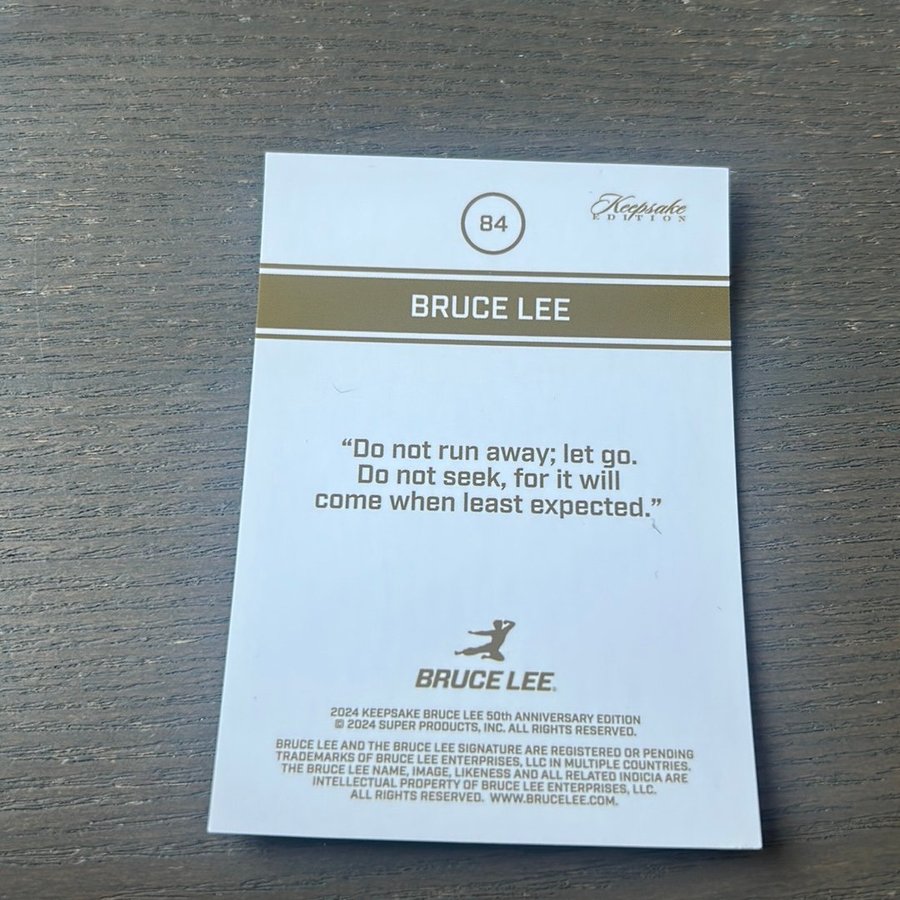 84
Keepsake
EDITION
BRUCE LEE
“Do not run away; let go.
Do not seek, for it will
come when least expected.”
BRUCE LEE.
2024 KEEPSAKE BRUCE LEE 50th ANNIVERSARY EDITION
© 2024 SUPER PRODUCTS, INC. ALL RIGHTS RESERVED.
BRUCE LEE AND THE BRUCE LEE SIGNATURE ARE REGISTERED OR PENDING
TRADEMARKS OF BRUCE LEE ENTERPRISES, LLC IN MULTIPLE COUNTRIES.
THE BRUCE LEE NAME, IMAGE, LIKENESS AND ALL RELATED INDICIA ARE
INTELLECTUAL PROPERTY OF BRUCE LEE ENTERPRISES, LLC.
ALL RIGHTS RESERVED. WWW.BRUCELEE.COM.